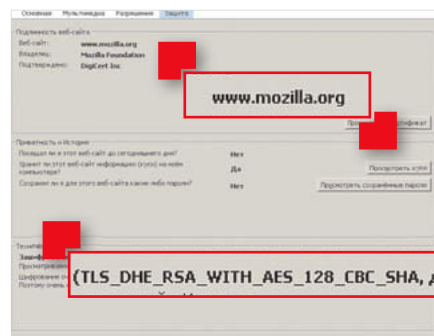 Основная Мультимедиа Разрешения Защита
Подлинность веб-сайта
Веб-сайт: www.mozilla.org
Владелец: Mozilla Foundation
Подтверждено: DigiCert Inc
www.mozilla.org
Приватность и История
Посещал ли я этот веб-сайт до сегодняшнего дня? Нет
Хранит ли этот веб-сайт информацию (куки) на моём Да Просмотреть куки
компьютере?
Сохранял ли я для этого веб-сайта какие-либо пароли? Нет Просмотреть сохранённые пароли
(TLS_DHE_RSA_WITH_AES_128_CBC_SHA,